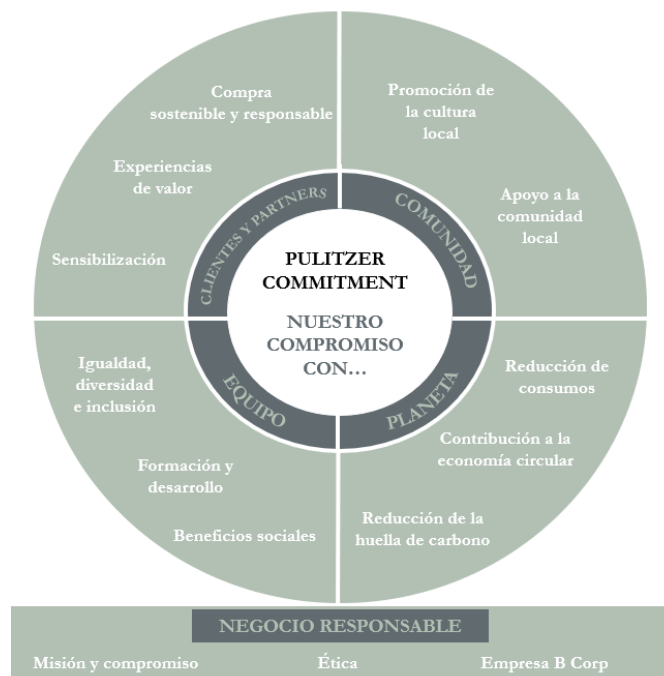 Compra
sostenible y responsable
Experiencias
de valor
Sensibilización
CLIENTES Y PARTNERS
Promoción de
la cultura
local
Apoyo a la
comunidad
local
COMUNIDAD
PULITZER
COMMITMENT
NUESTRO
COMPROMISO
CON...
Igualdad,
diversidad
e inclusión
Formación y
desarrollo
Beneficios sociales
EQUIPO
Reducción de
consumos
Contribución a la
economía circular
Reducción de la
huella de carbono
PLANETA
NEGOCIO RESPONSABLE
Misión y compromiso
Ética
Empresa B Corp